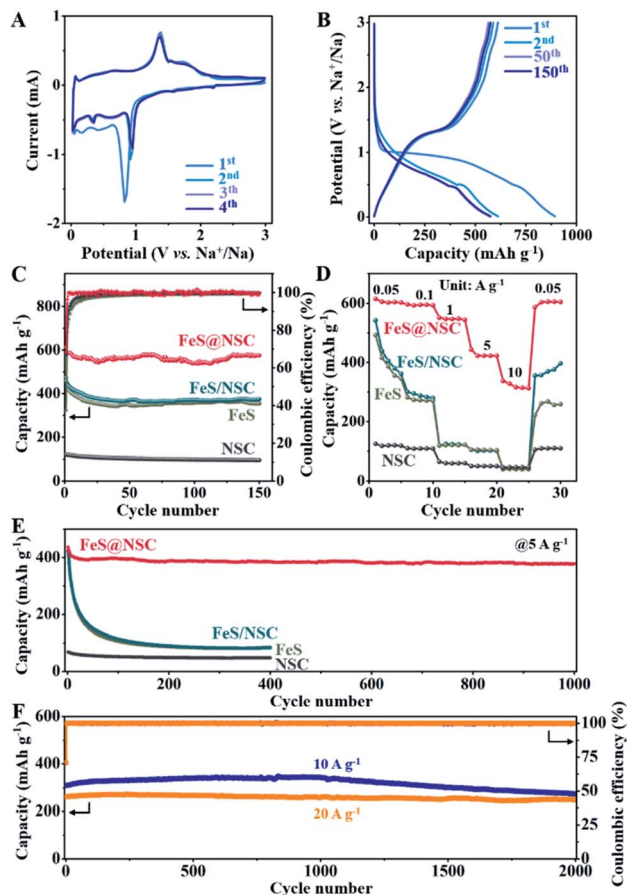 A
1
0
-1
-2
Current (mA)
1st
2nd
3th
4th
0 1 2 3
Potential (V vs. Na+/Na)
B
3
2
1
0
Potential (V vs. Na+/Na)
1st
2nd
50th
150th
0 250 500 750 1000
Capacity (mAh g-1)
C
800
600
400
200
0
Capacity (mAh g-1)
FeS@NSC
FeS/NSC
FeS
NSC
100
80
60
40
20
0
Coulombic efficiency (%)
0 50 100 150
Cycle number
D
600
400
200
0
Capacity (mAh g-1)
Unit: A g-1
0.05
0.1
1
5
10
0.05
FeS@NSC
FeS/NSC
FeS
NSC
0 10 20 30
Cycle number
E
400
200
0
Capacity (mAh g-1)
FeS@NSC
@5 A g-1
FeS/NSC
FeS
NSC
0 200 400 600 800 1000
Cycle number
F
600
400
200
0
Capacity (mAh g-1)
10 A g-1
20 A g-1
100
75
50
25
0
Coulombic efficiency (%)
0 500 1000 1500 2000
Cycle number